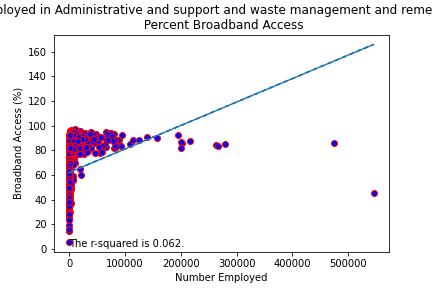 ployed in Administrative and support and waste management and reme
Percent Broadband Access
160
140
120
100
80
60
40
20
0
Broadband Access (%)
The r-squared is 0.062.
0 100000 200000 300000 400000 500000
Number Employed